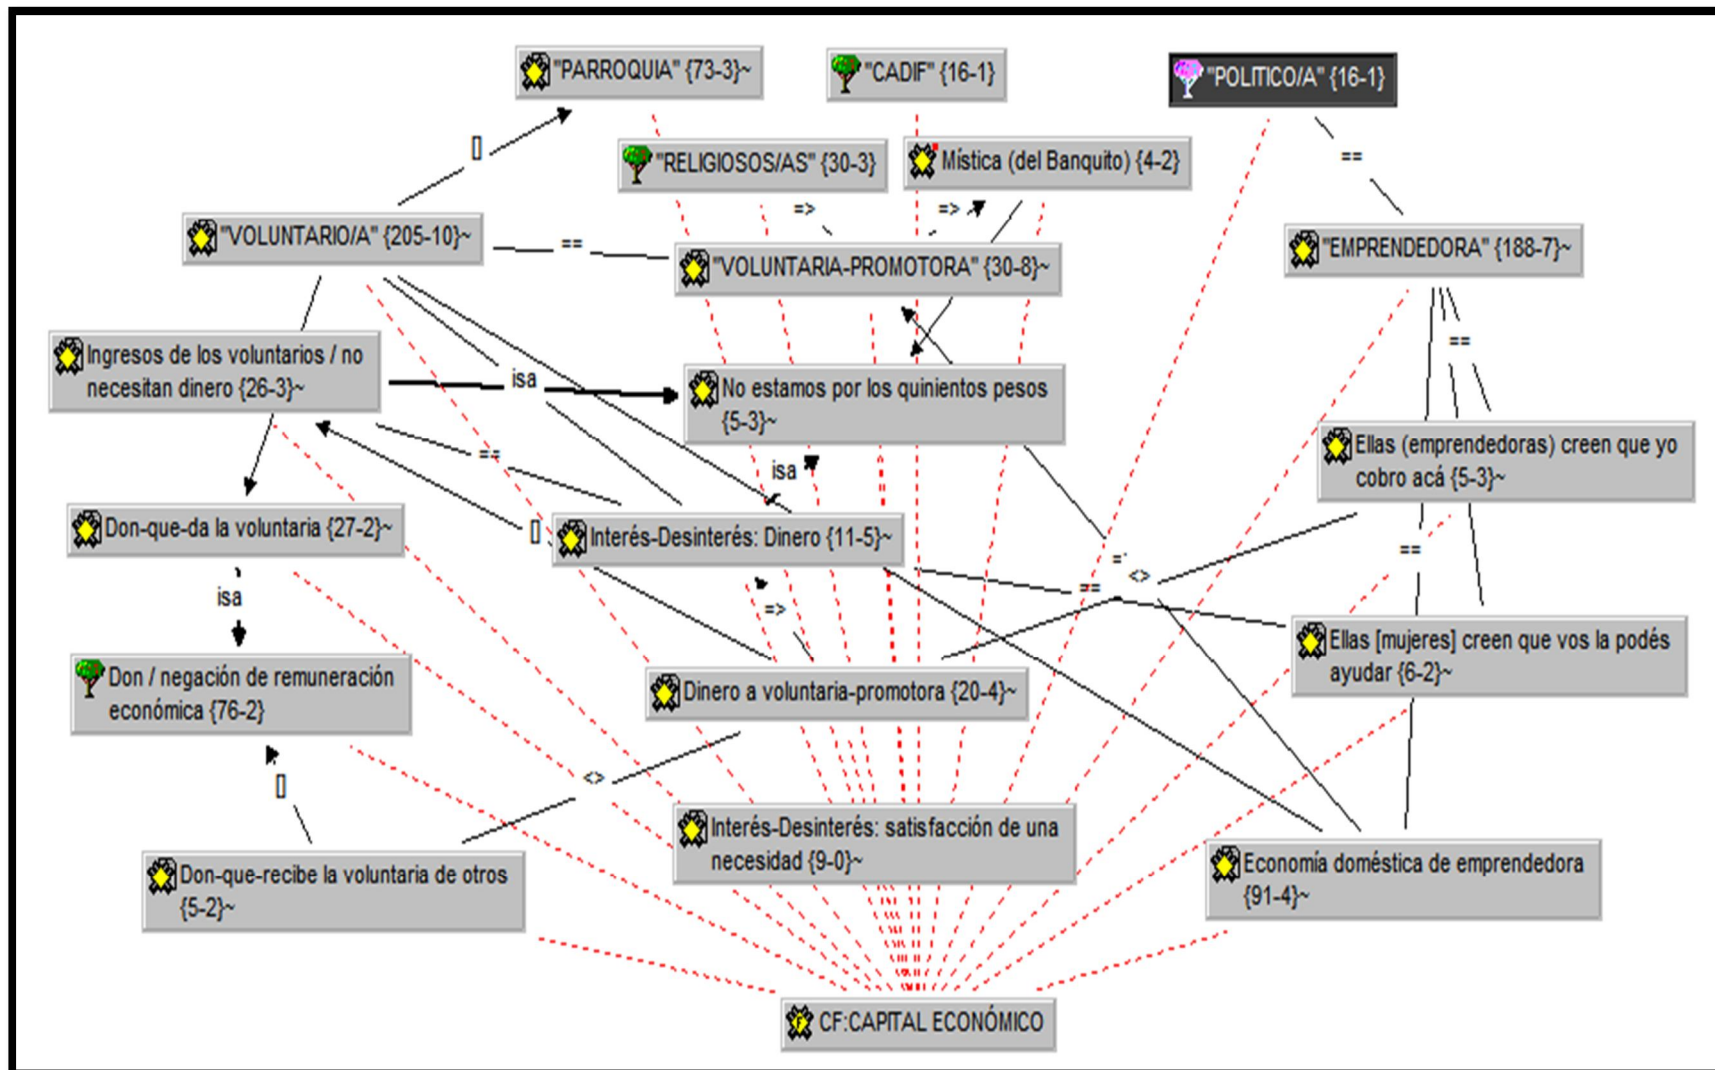 "PARROQUIA" {73-3}~
"CADIF" {16-1}
"POLITICO/A" {16-1}
[]
"RELIGIOSOS/AS" {30-3}
Mística (del Banquito) {4-2}
==
=>
=>
"VOLUNTARIO/A" {205-10}~
==
"VOLUNTARIA-PROMOTORA" {30-8}~
"EMPRENDEDORA" {188-7}~
Ingresos de los voluntarios / no
necesitan dinero {26-3}~
isa
No estamos por los quinientos pesos
{5-3}~
==
Ellas (emprendedoras) creen que yo
cobro acá {5-3}~
==
isa
Don-que-da la voluntaria {27-2}~
[]
Interés-Desinterés: Dinero {11-5}~
==
<>
==
isa
=>
Ellas [mujeres] creen que vos la podés
ayudar {6-2}~
Don / negación de remuneración
económica {76-2}
Dinero a voluntaria-promotora {20-4}~
[]
<>
Interés-Desinterés: satisfacción de una
necesidad {9-0}~
Don-que-recibe la voluntaria de otros
{5-2}~
Economía doméstica de emprendedora
{91-4}~
CF:CAPITAL ECONÓMICO